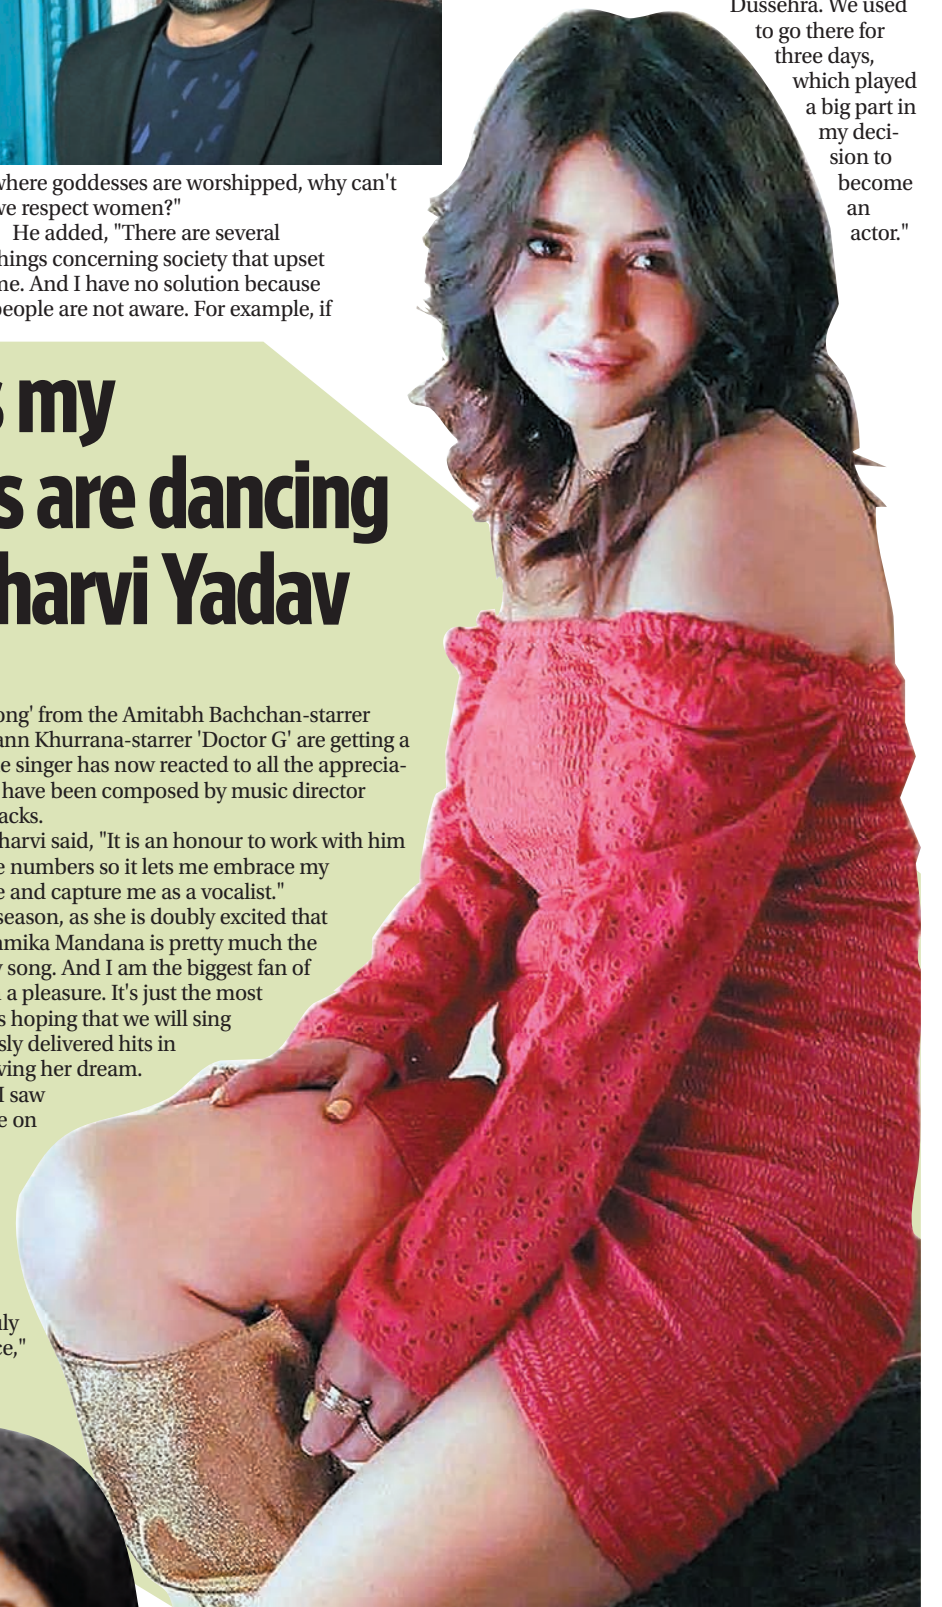 Dussehra. We used
to go there for
three days,
which played
a big part in
my deci-
sion to
become
an
actor."
where goddesses are worshipped, why can't
we respect women?"
He added, "There are several
things concerning society that upset
me. And I have no solution because
people are not aware. For example, if
s my
s are dancing
harvi Yadav
ong' from the Amitabh Bachchan-starrer
ann Khurrana-starrer 'Doctor G' are getting a
e singer has now reacted to all the apprecia-
have been composed by music director
acks.
harvi said, "It is an honour to work with him
e numbers so it lets me embrace my
e and capture me as a vocalist."
season, as she is doubly excited that
mika Mandana is pretty much the
y song. And I am the biggest fan of
a pleasure. It's just the most
s hoping that we will sing
sly delivered hits in
ving her dream.
I saw
e on
ly
ce,"